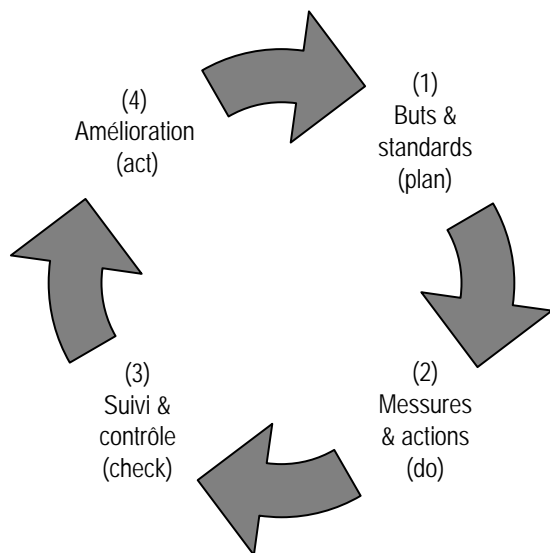 (1)
Buts &
standards
(plan)
(2)
Messures
& actions
(do)
(3)
Suivi &
contrôle
(check)
(4)
Amélioration
(act)